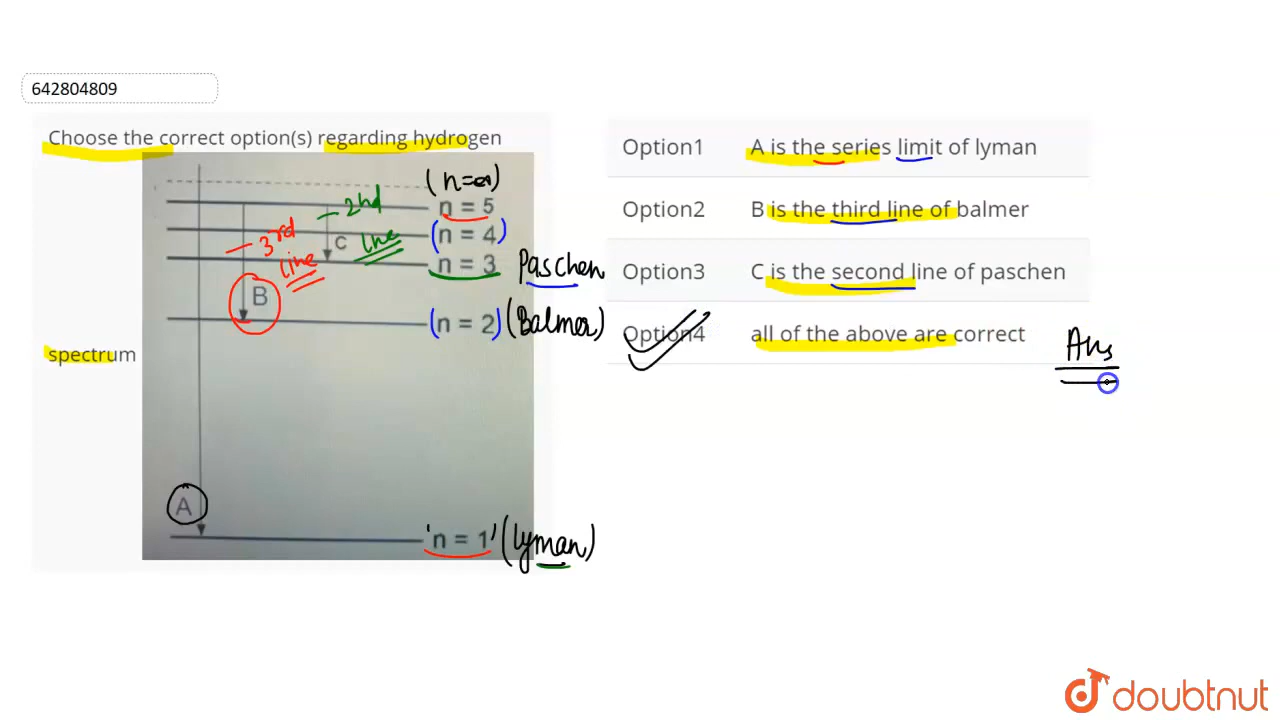 642804809
Choose the correct option(s) regarding hydrogen
(n=∞)
2nd
n = 5
3rd
C
line
(n = 4)
line
n = 3
Paschen
B
(n = 2)
(Balmer)
spectrum
A
'n = 1'
(lyman)
Option1 A is the series limit of lyman
Option2 B is the third line of balmer
Option3 C is the second line of paschen
Option4 all of the above are correct
Ans
doubtnut